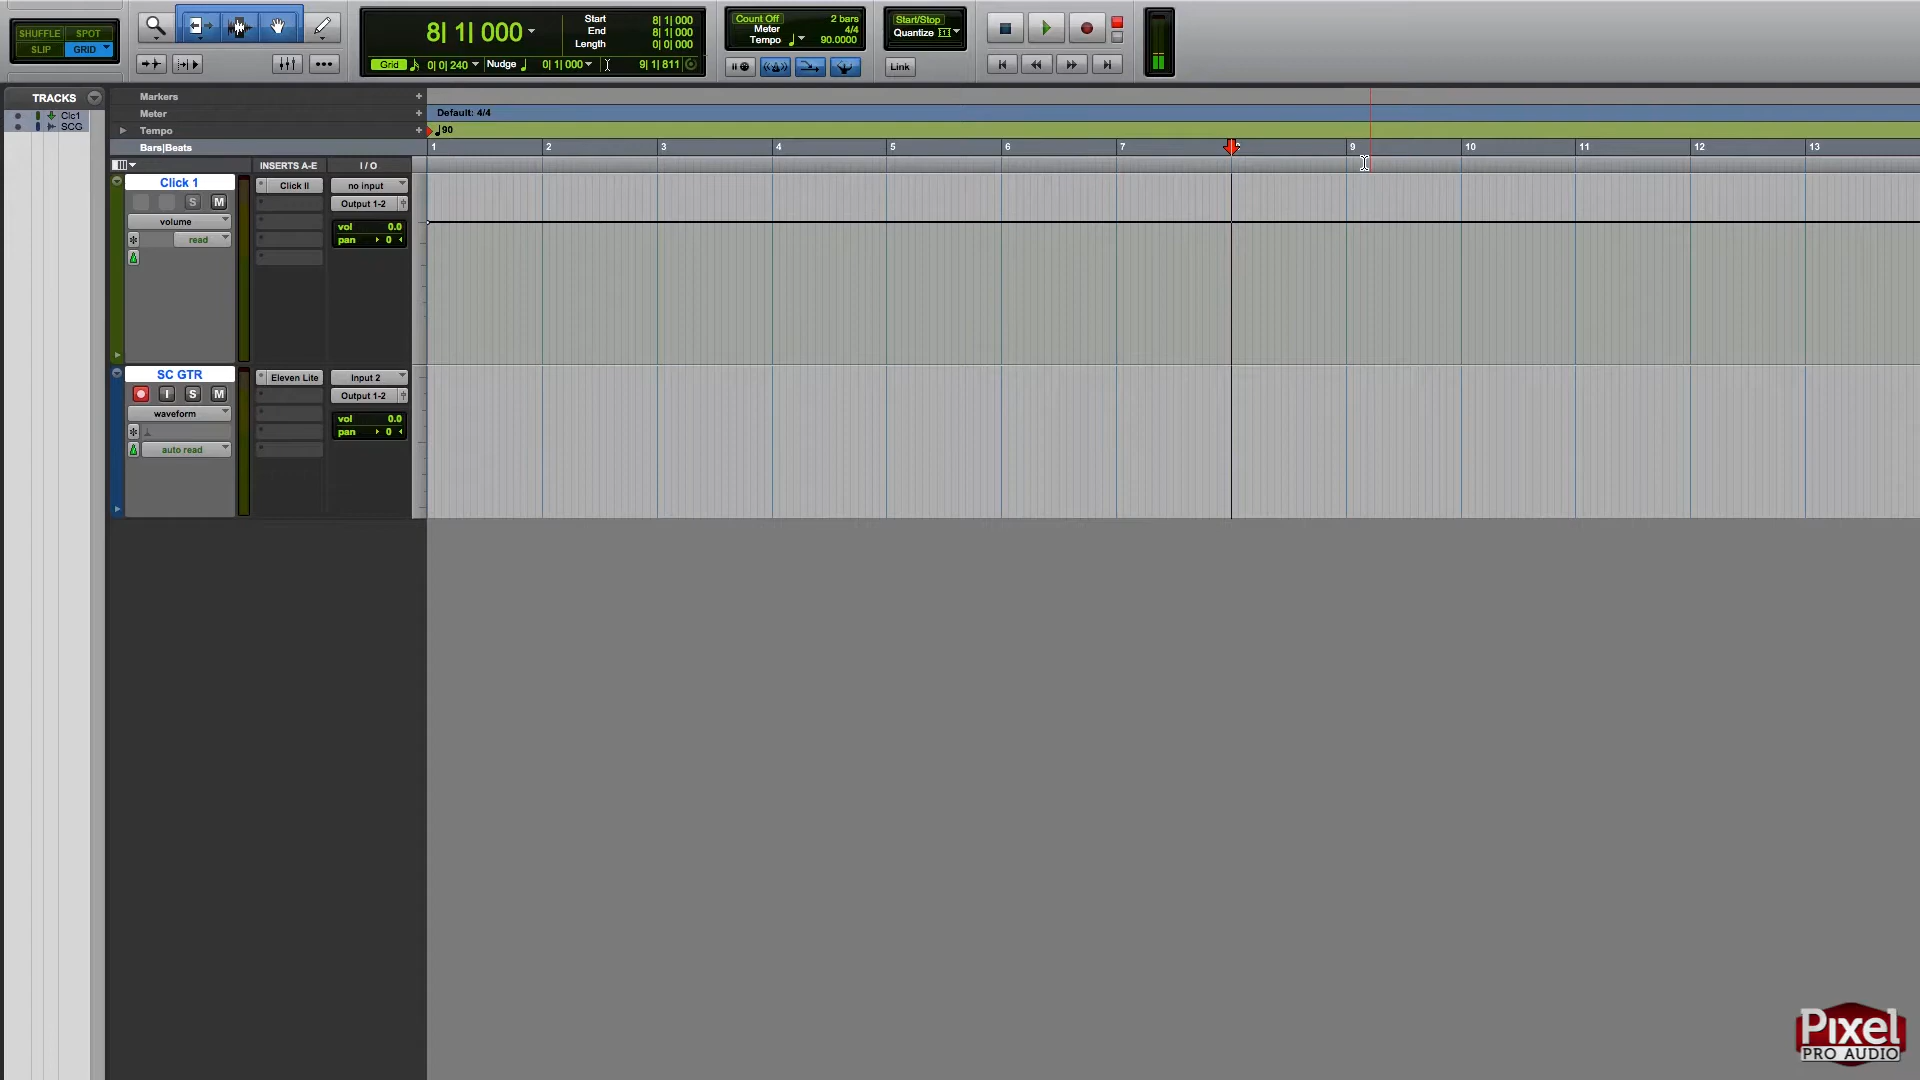 SHUFFLE SPOT
SLIP GRID
8| 1| 000
Start 8| 1| 000
End 8| 1| 000
Length 0| 0| 000
Grid 0| 0| 240 Nudge 0| 1| 000 9| 1| 811
Count Off 2 bars
Meter 4/4
Tempo 90.0000
Start/Stop
Quantize
Link
TRACKS
Clc1
SCG
Markers
Meter Default: 4/4
Tempo 90
Bars|Beats 1 2 3 4 5 6 7 9 10 11 12 13
INSERTS A-E I / O
Click 1 Click II no input
S M Output 1-2
volume vol 0.0
read pan 0
SC GTR Eleven Lite Input 2
I S M Output 1-2
waveform vol 0.0
pan 0
auto read
Pixel
PRO AUDIO